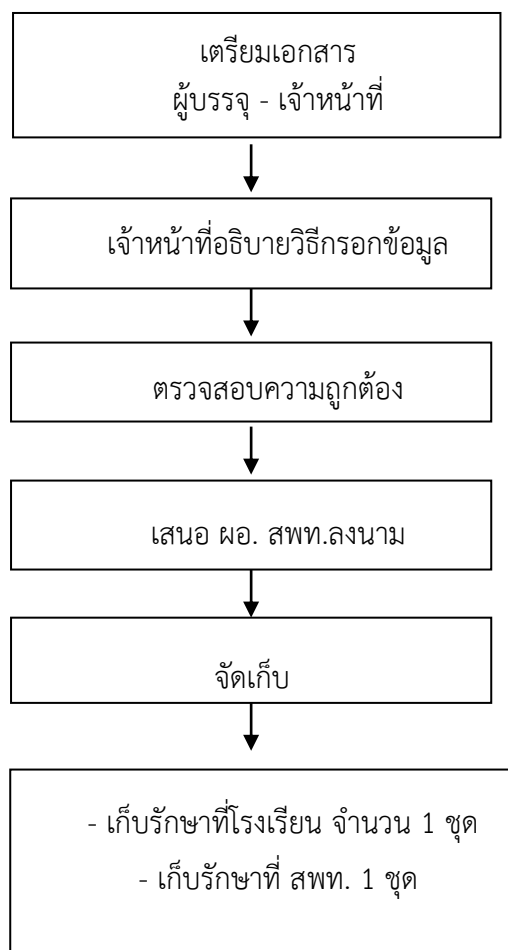 เตรียมเอกสาร
ผู้บรรจุ - เจ้าหน้าที่
เจ้าหน้าที่อธิบายวิธีกรอกข้อมูล
ตรวจสอบความถูกต้อง
เสนอ ผอ. สพท.ลงนาม
จัดเก็บ
- เก็บรักษาที่โรงเรียน จำนวน 1 ชุด
- เก็บรักษาที่ สพท. 1 ชุด